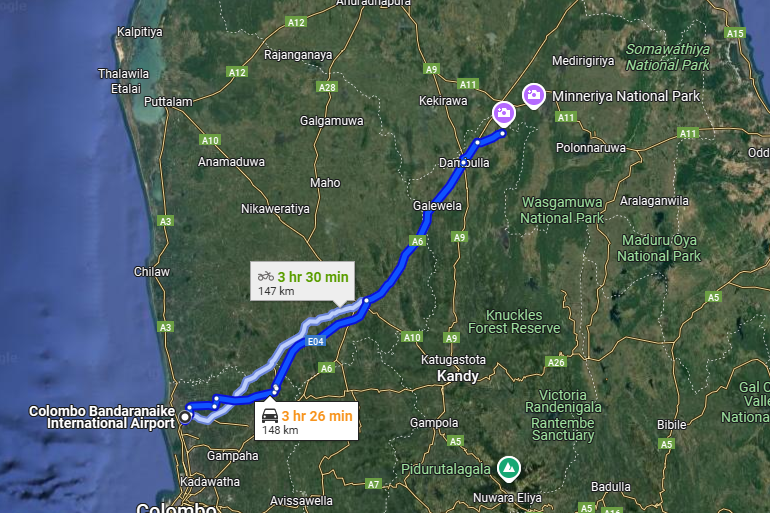 Anuradhapura
Kalpitiya
A12
A15
Rajanganaya
Somawathiya
National Park
Medirigiriya
A9
A12
Thalawila
Etalai
A11
A28
Puttalam
Kekirawa
Minneriya National Park
A11
Galgamuwa
A11
A10
Polonnaruwa
Anamaduwa
Dambulla
Maho
Wasgamuwa
National Park
Aralaganwila
Nikaweratiya
Galewela
A3
A6
A9
Maduru Oya
National Park
Chilaw
3 hr 30 min
147 km
A5
Knuckles
Forest Reserve
A3
E04
A10
A9
A6
Katugastota
A26
Kandy
Victoria
Randenigala
Rantembe
Sanctuary
Colombo Bandaranaike
International Airport
3 hr 26 min
148 km
Gampola
Bibile
A5
A5
Gampaha
Pidurutalagala
Kadawatha
A7
Badulla
Avissawella
Nuwara Eliya
Colombo
A5